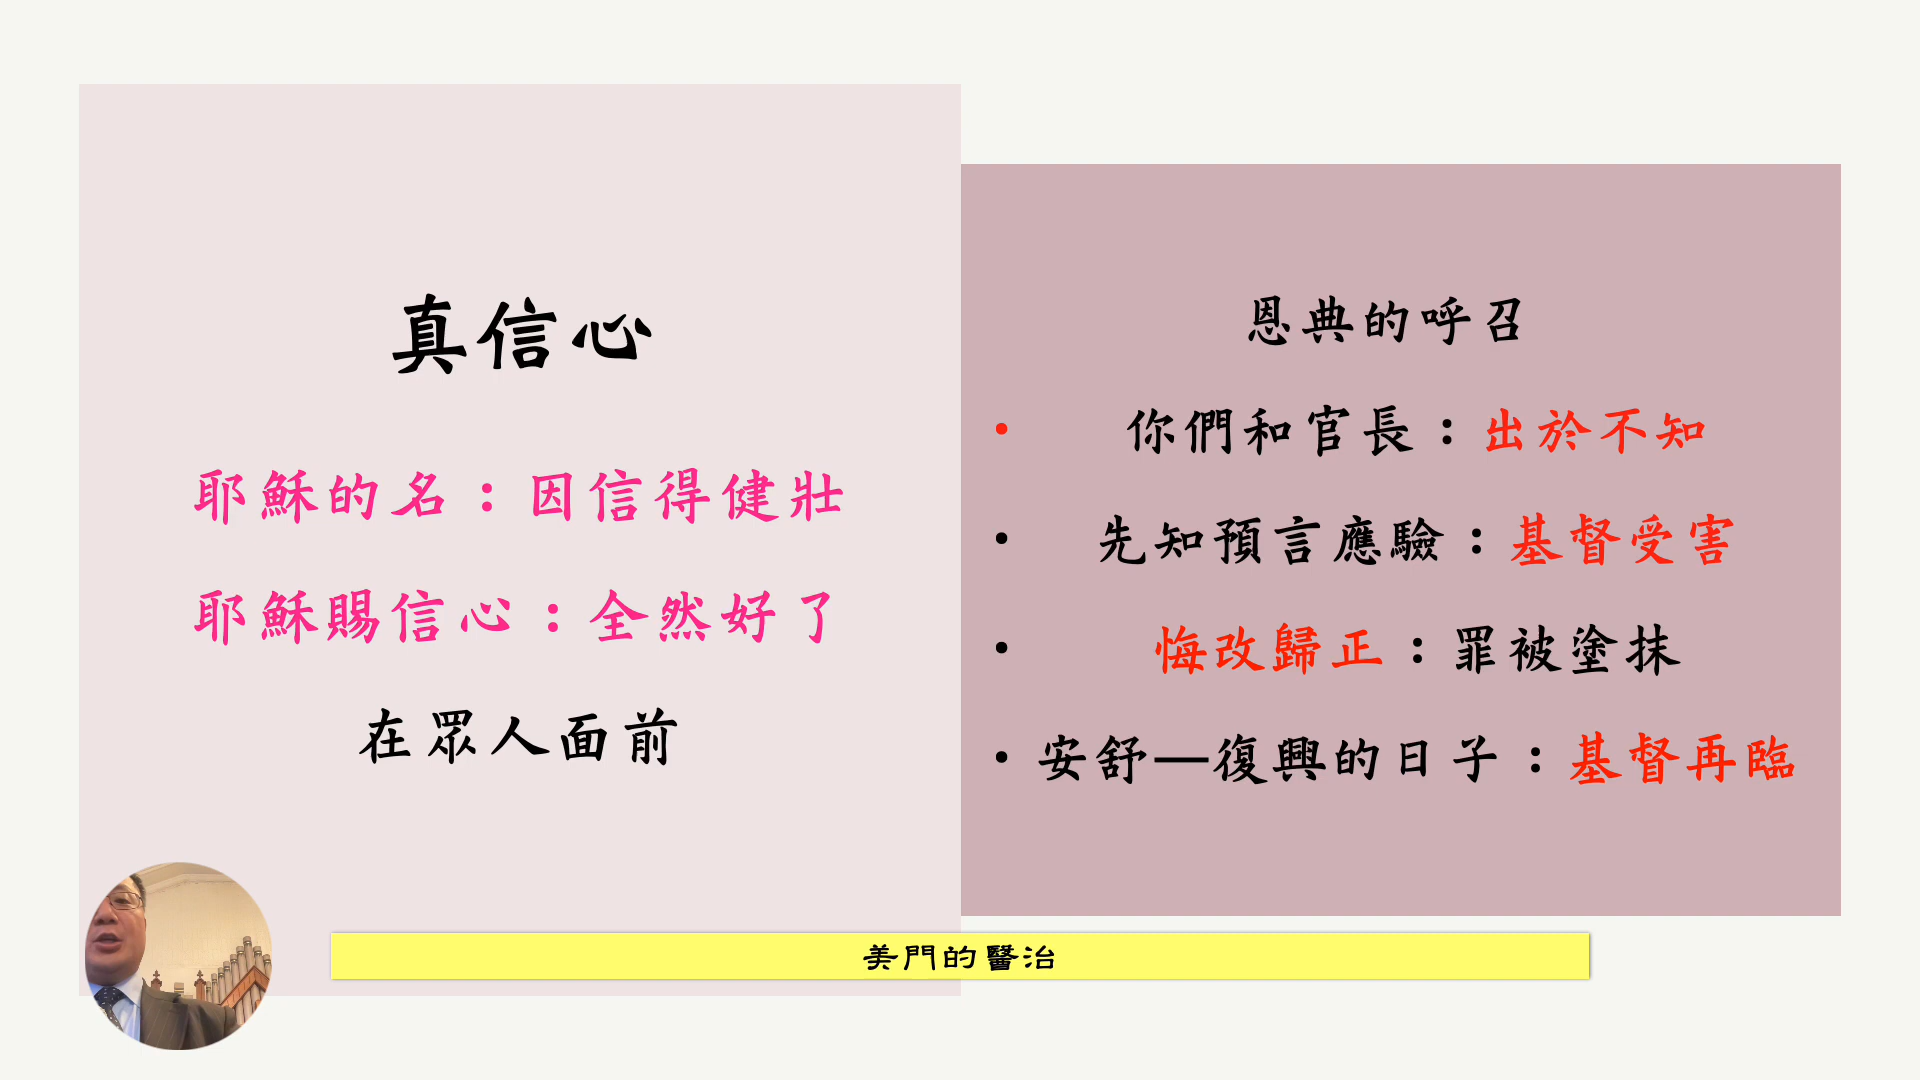 真信心
耶穌的名：因信得健壯
耶穌賜信心：全然好了
在眾人面前
恩典的呼召
• 你們和官長：出於不知
• 先知預言應驗：基督受害
• 悔改歸正：罪被塗抹
• 安舒—復興的日子：基督再臨
美門的醫治